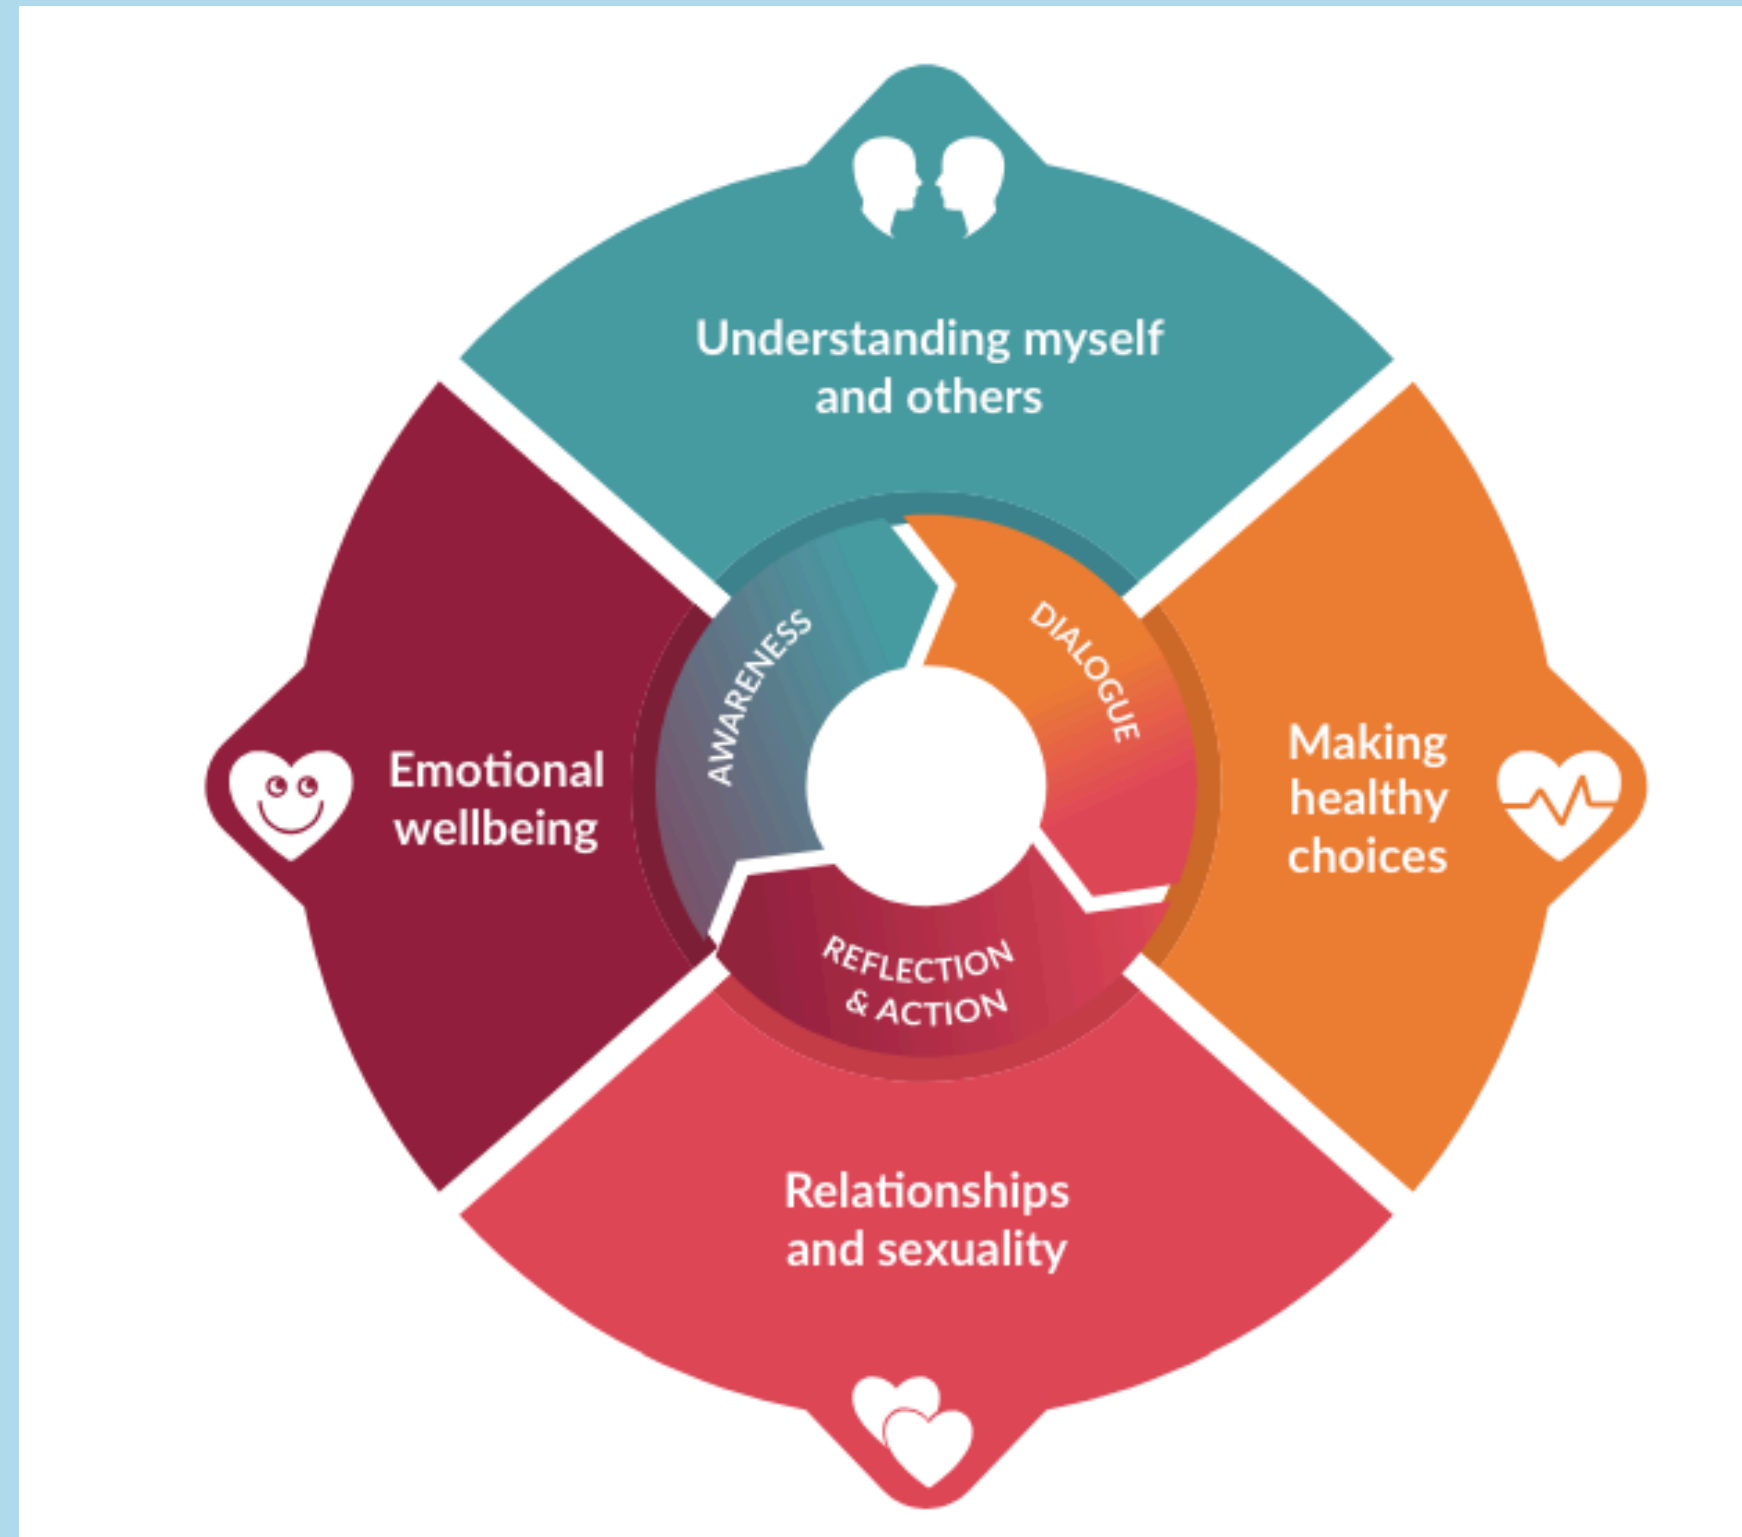 Understanding myself
and others
AWARENESS
DIALOGUE
Emotional
wellbeing
Making
healthy
choices
REFLECTION
& ACTION
Relationships
and sexuality